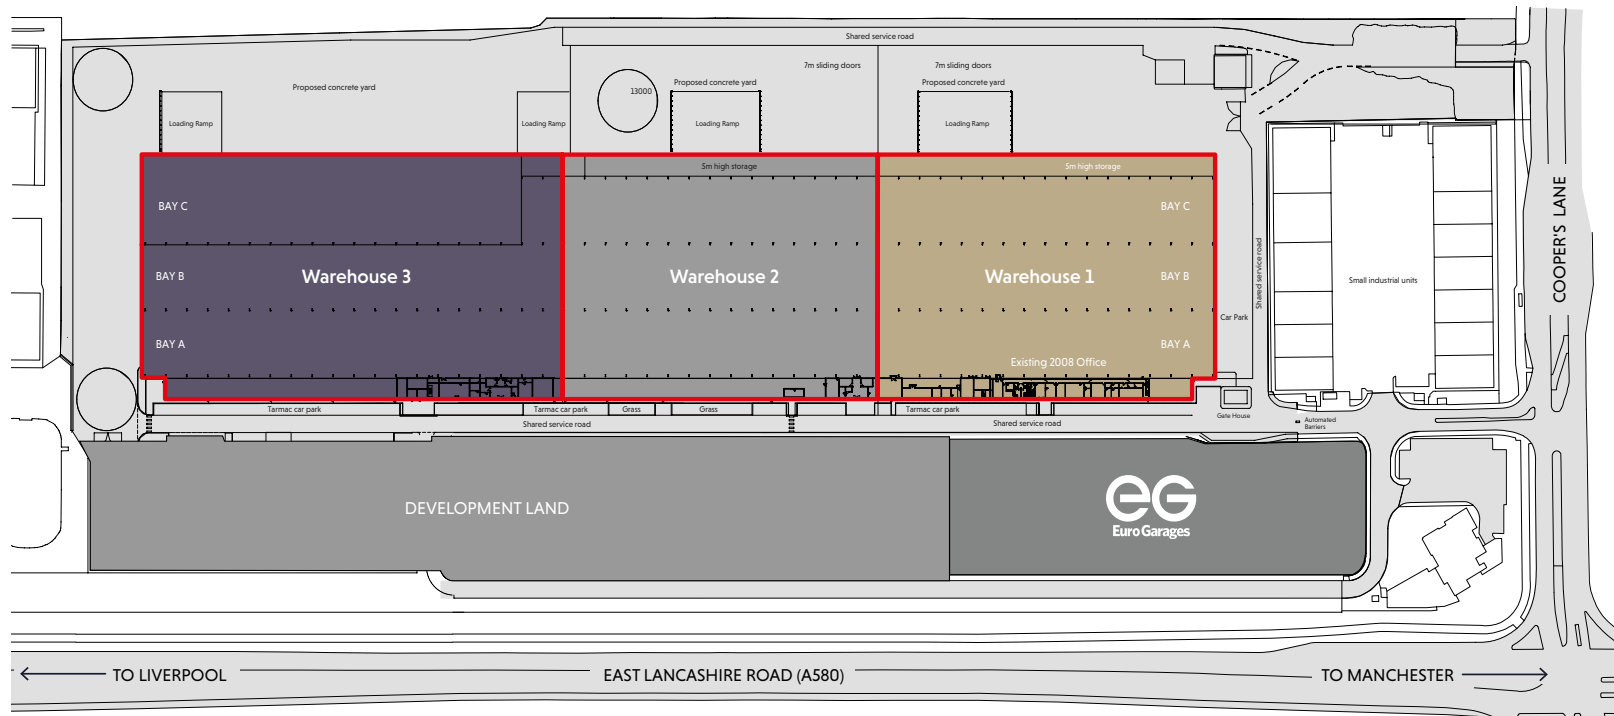 Shared service road
7m sliding doors
7m sliding doors
Proposed concrete yard
Proposed concrete yard
Proposed concrete yard
13000
Loading Ramp
Loading Ramp
Loading Ramp
Loading Ramp
5m high storage
5m high storage
BAY C
BAY C
BAY B
Warehouse 3
Warehouse 2
Warehouse 1
BAY B
BAY A
BAY A
Existing 2008 Office
Shared service road
Car Park
Small industrial units
COOPER'S LANE
Tarmac car park
Tarmac car park
Grass
Grass
Tarmac car park
Gate House
Automated
Barriers
Shared service road
Shared service road
DEVELOPMENT LAND
eG
Euro Garages
TO LIVERPOOL
EAST LANCASHIRE ROAD (A580)
TO MANCHESTER